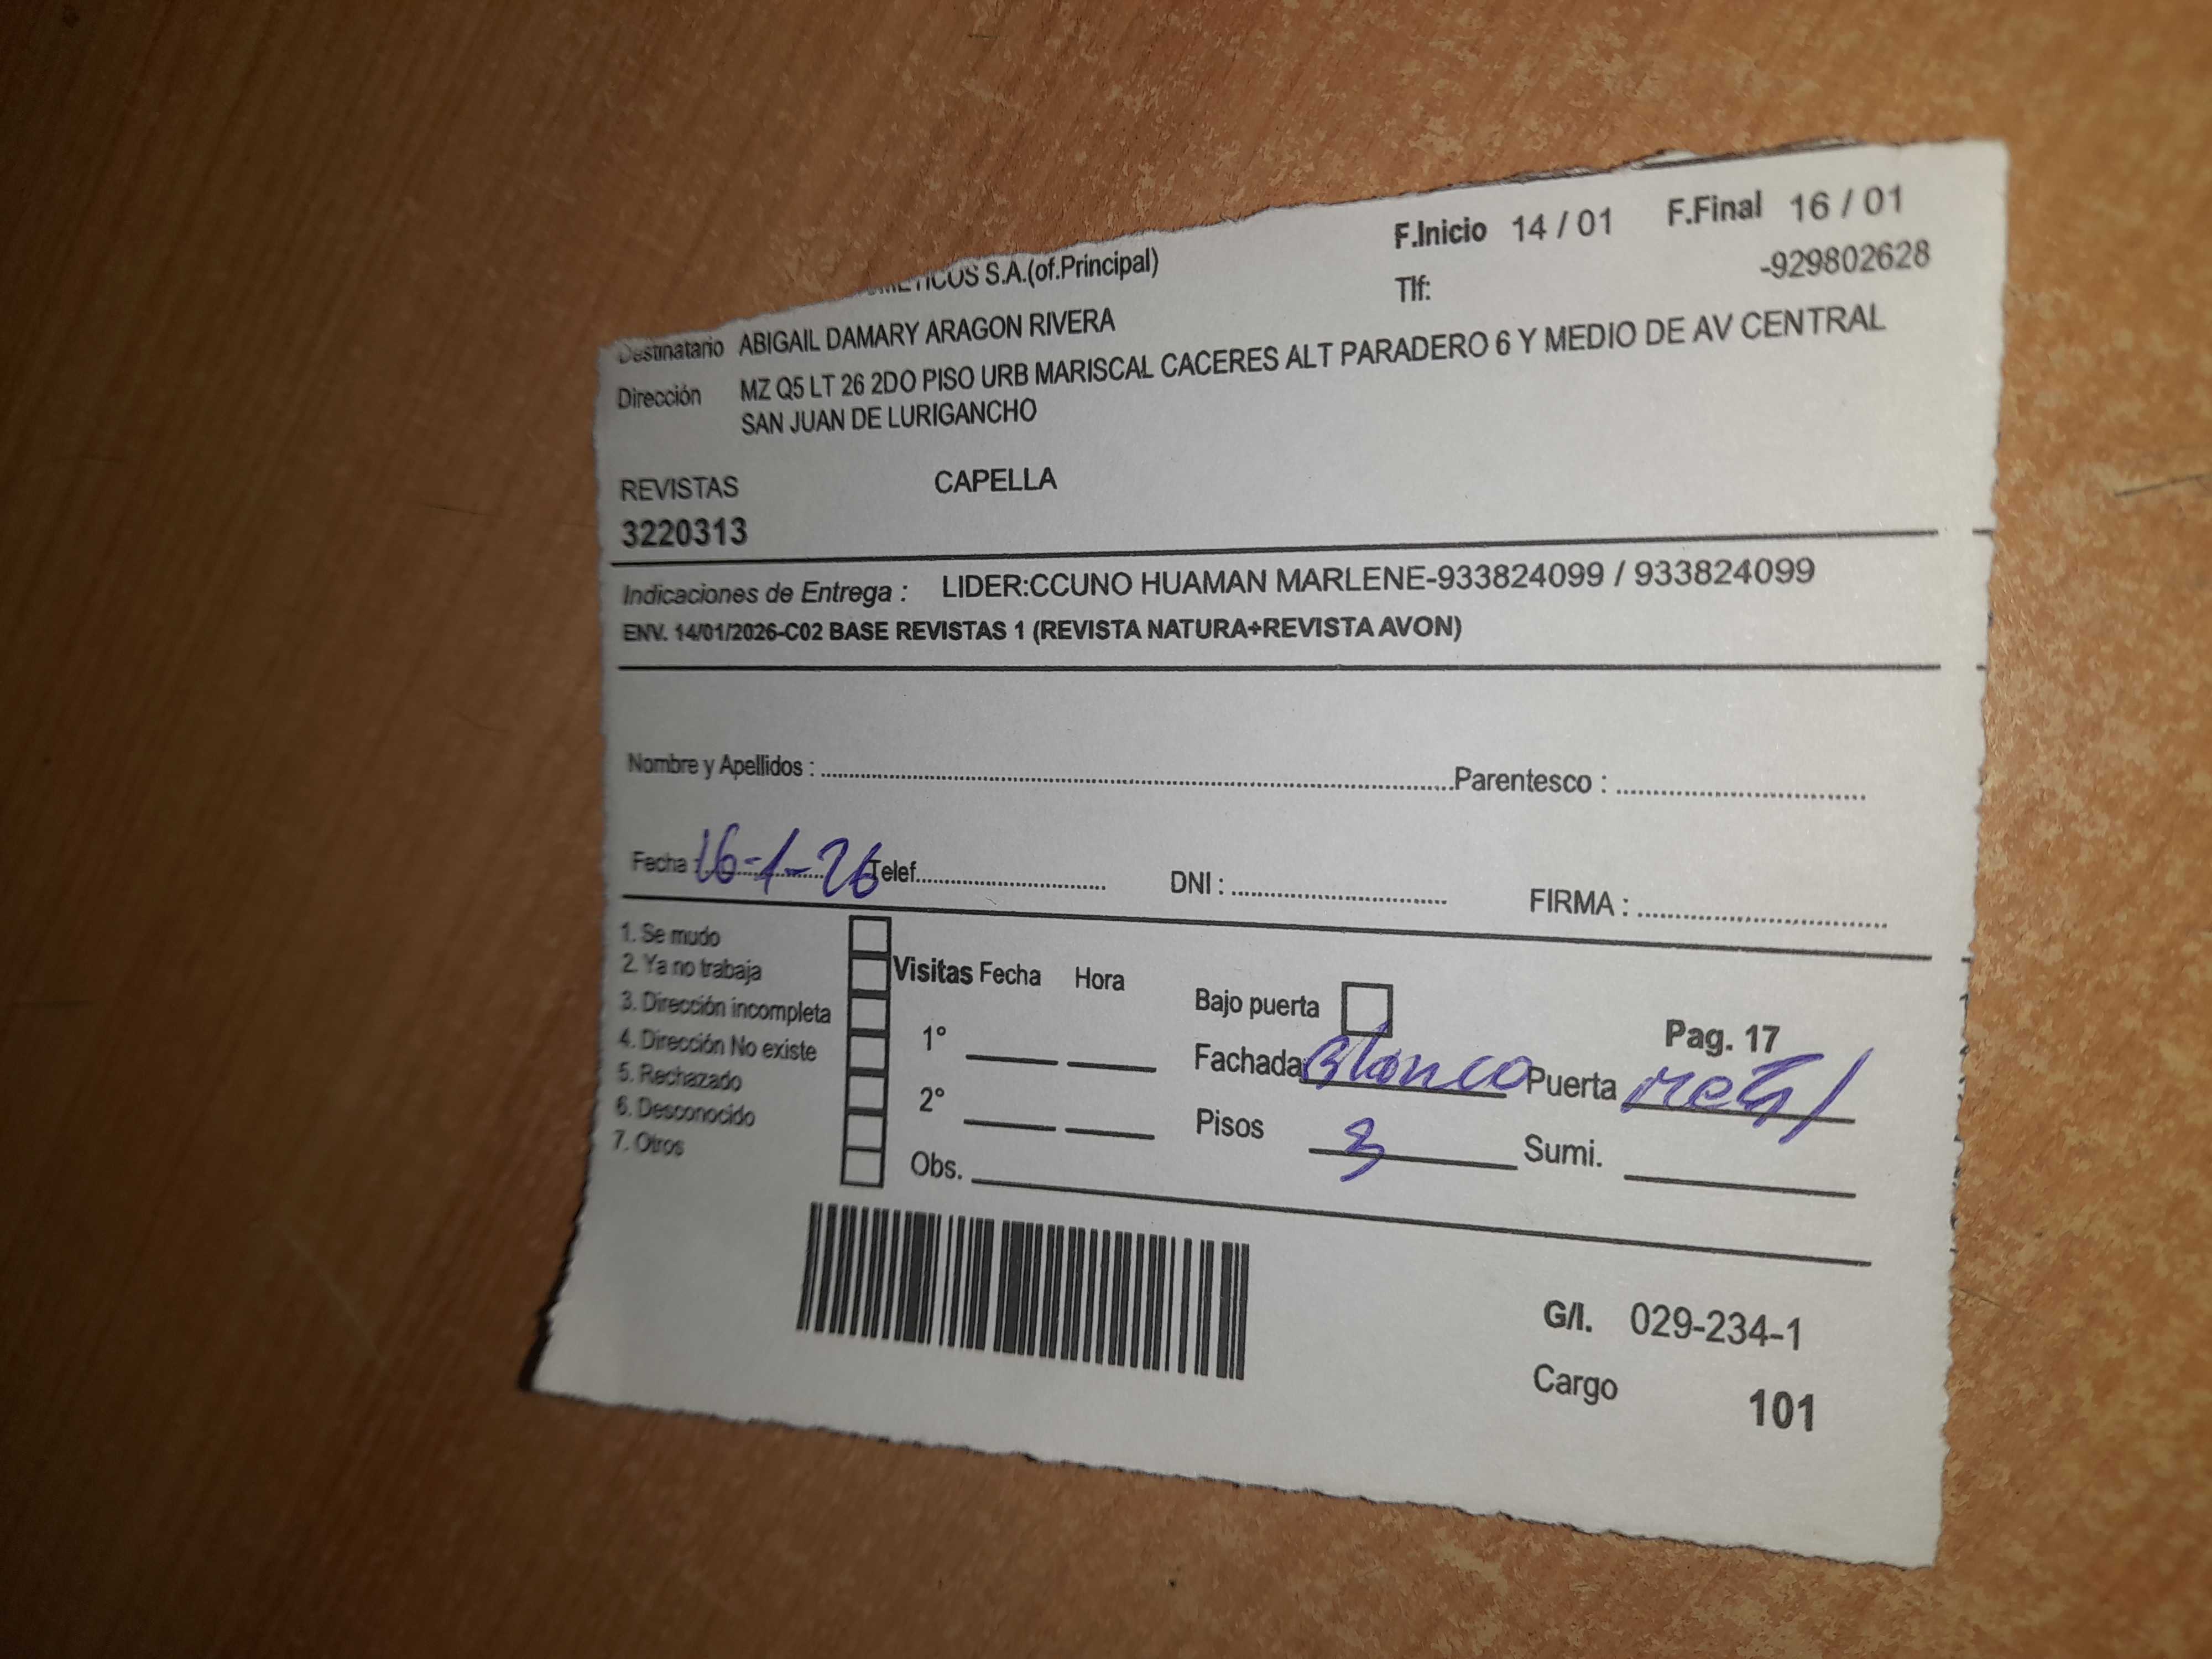 S.A.(of.Principal) F.Inicio 14 / 01 F.Final 16 / 01
Tlf: -929802628
Destinatario ABIGAIL DAMARY ARAGON RIVERA
Dirección MZ Q5 LT 26 2DO PISO URB MARISCAL CACERES ALT PARADERO 6 Y MEDIO DE AV CENTRAL
SAN JUAN DE LURIGANCHO
REVISTAS CAPELLA
3220313
Indicaciones de Entrega : LIDER:CCUNO HUAMAN MARLENE-933824099 / 933824099
ENV. 14/01/2026-C02 BASE REVISTAS 1 (REVISTA NATURA+REVISTA AVON)
Nombre y Apellidos : Parentesco :
Fecha : 16-1-26 Telef. DNI : FIRMA :
1. Se mudo
2. Ya no trabaja
3. Dirección incompleta
4. Dirección No existe
5. Rechazado
6. Desconocido
7. Otros
Visitas Fecha Hora
1°
2°
Obs.
Bajo puerta
Pag. 17
Fachada Blanco Puerta Metal
Pisos 3 Sumi.
G/I. 029-234-1
Cargo 101